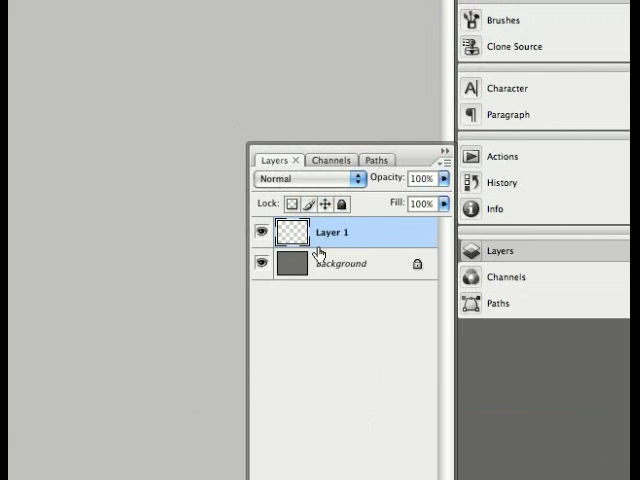 Brushes
Clone Source
Character
Paragraph
Actions
History
Info
Layers
Channels
Paths
Layers × Channels Paths
Normal Opacity: 100%
Lock: Fill: 100%
Layer 1
Background